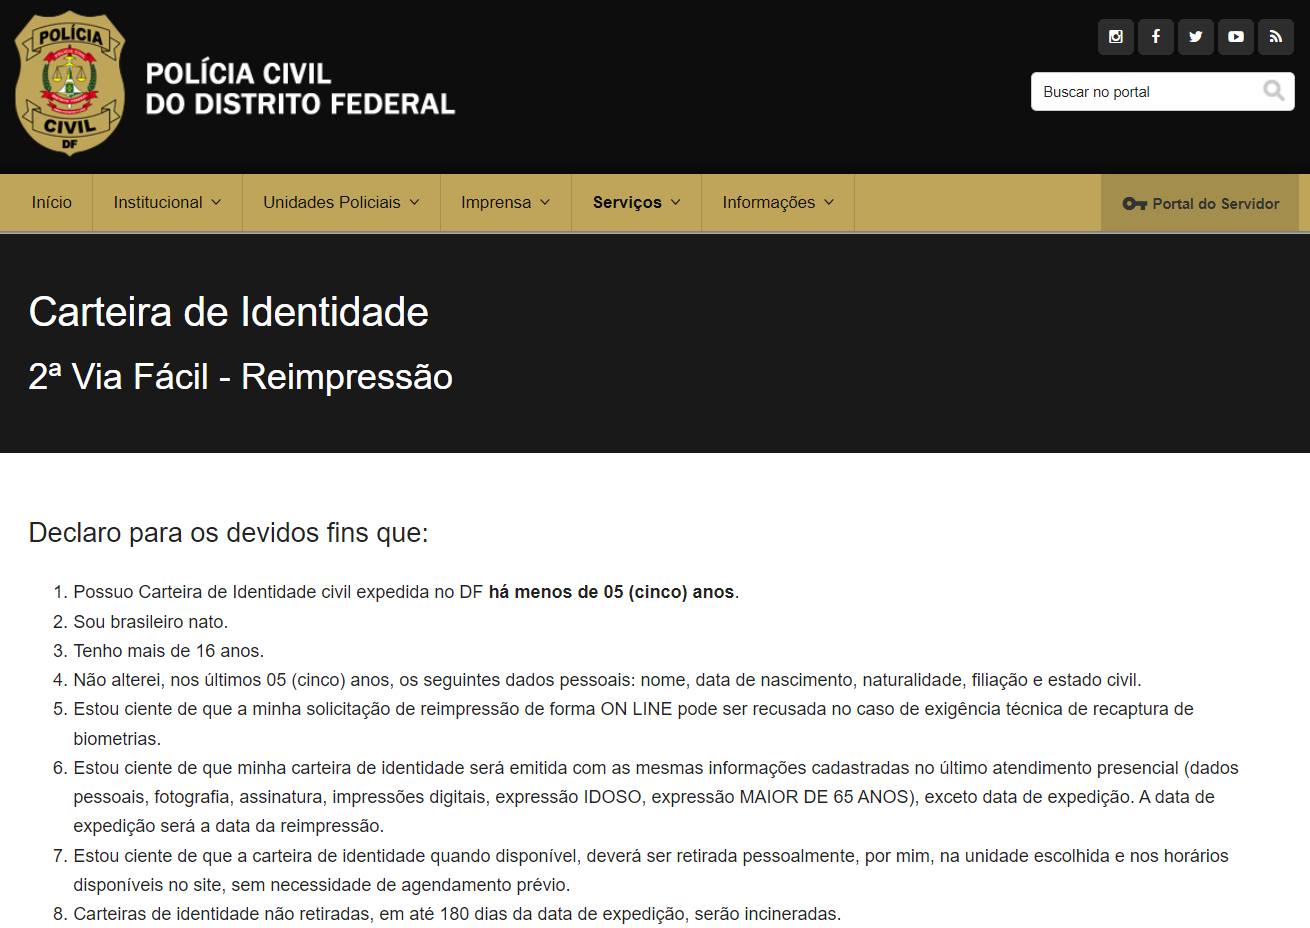 POLÍCIA
CIVIL
DF
POLÍCIA CIVIL
DO DISTRITO FEDERAL
Buscar no portal
Início
Institucional
Unidades Policiais
Imprensa
Serviços
Informações
Portal do Servidor
Carteira de Identidade
2ª Via Fácil - Reimpressão
Declaro para os devidos fins que:
1. Possuo Carteira de Identidade civil expedida no DF há menos de 05 (cinco) anos.
2. Sou brasileiro nato.
3. Tenho mais de 16 anos.
4. Não alterei, nos últimos 05 (cinco) anos, os seguintes dados pessoais: nome, data de nascimento, naturalidade, filiação e estado civil.
5. Estou ciente de que a minha solicitação de reimpressão de forma ON LINE pode ser recusada no caso de exigência técnica de recaptura de
biometrias.
6. Estou ciente de que minha carteira de identidade será emitida com as mesmas informações cadastradas no último atendimento presencial (dados
pessoais, fotografia, assinatura, impressões digitais, expressão IDOSO, expressão MAIOR DE 65 ANOS), exceto data de expedição. A data de
expedição será a data da reimpressão.
7. Estou ciente de que a carteira de identidade quando disponível, deverá ser retirada pessoalmente, por mim, na unidade escolhida e nos horários
disponíveis no site, sem necessidade de agendamento prévio.
8. Carteiras de identidade não retiradas, em até 180 dias da data de expedição, serão incineradas.